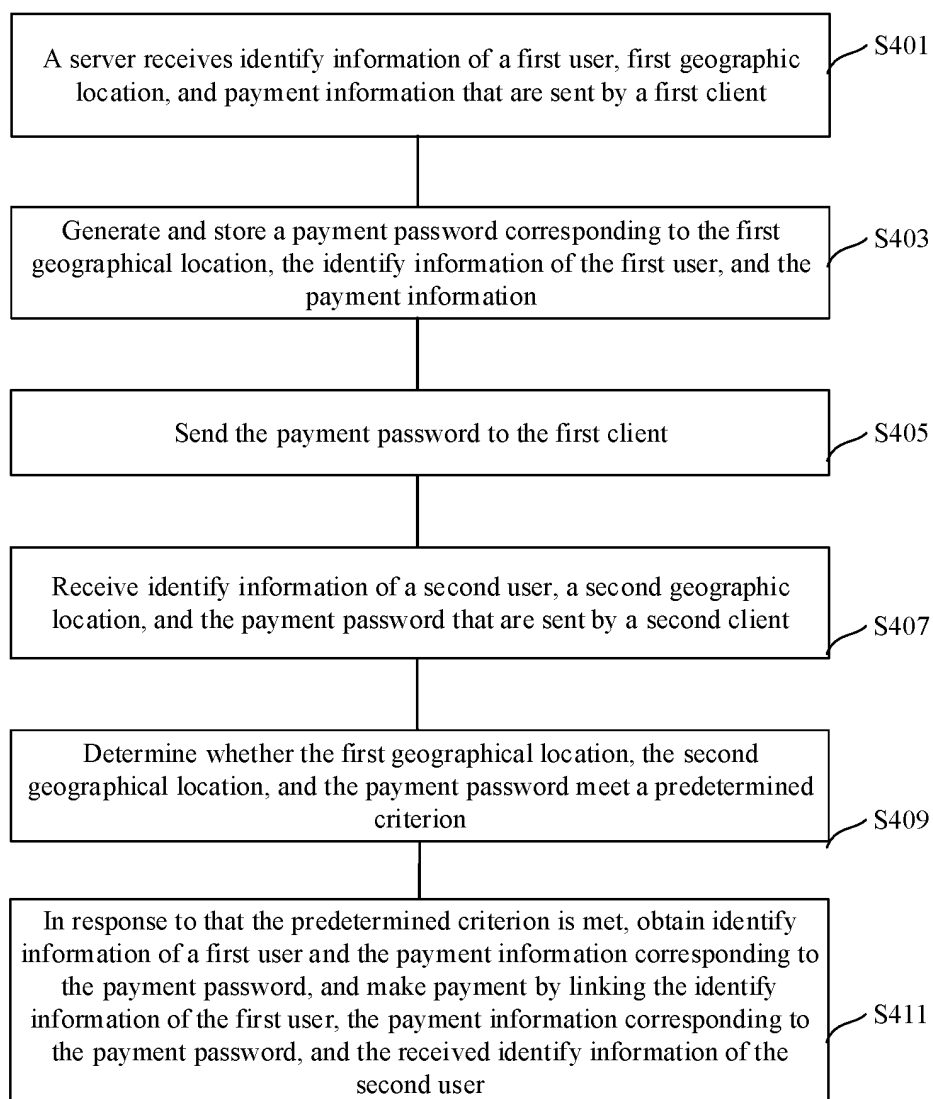 A server receives identify information of a first user, first geographic
location, and payment information that are sent by a first client
S401
Generate and store a payment password corresponding to the first
geographical location, the identify information of the first user, and the
payment information
S403
Send the payment password to the first client
S405
Receive identify information of a second user, a second geographic
location, and the payment password that are sent by a second client
S407
Determine whether the first geographical location, the second
geographical location, and the payment password meet a predetermined
criterion
S409
In response to that the predetermined criterion is met, obtain identify
information of a first user and the payment information corresponding to
the payment password, and make payment by linking the identify
information of the first user, the payment information corresponding to
the payment password, and the received identify information of the
second user
S411